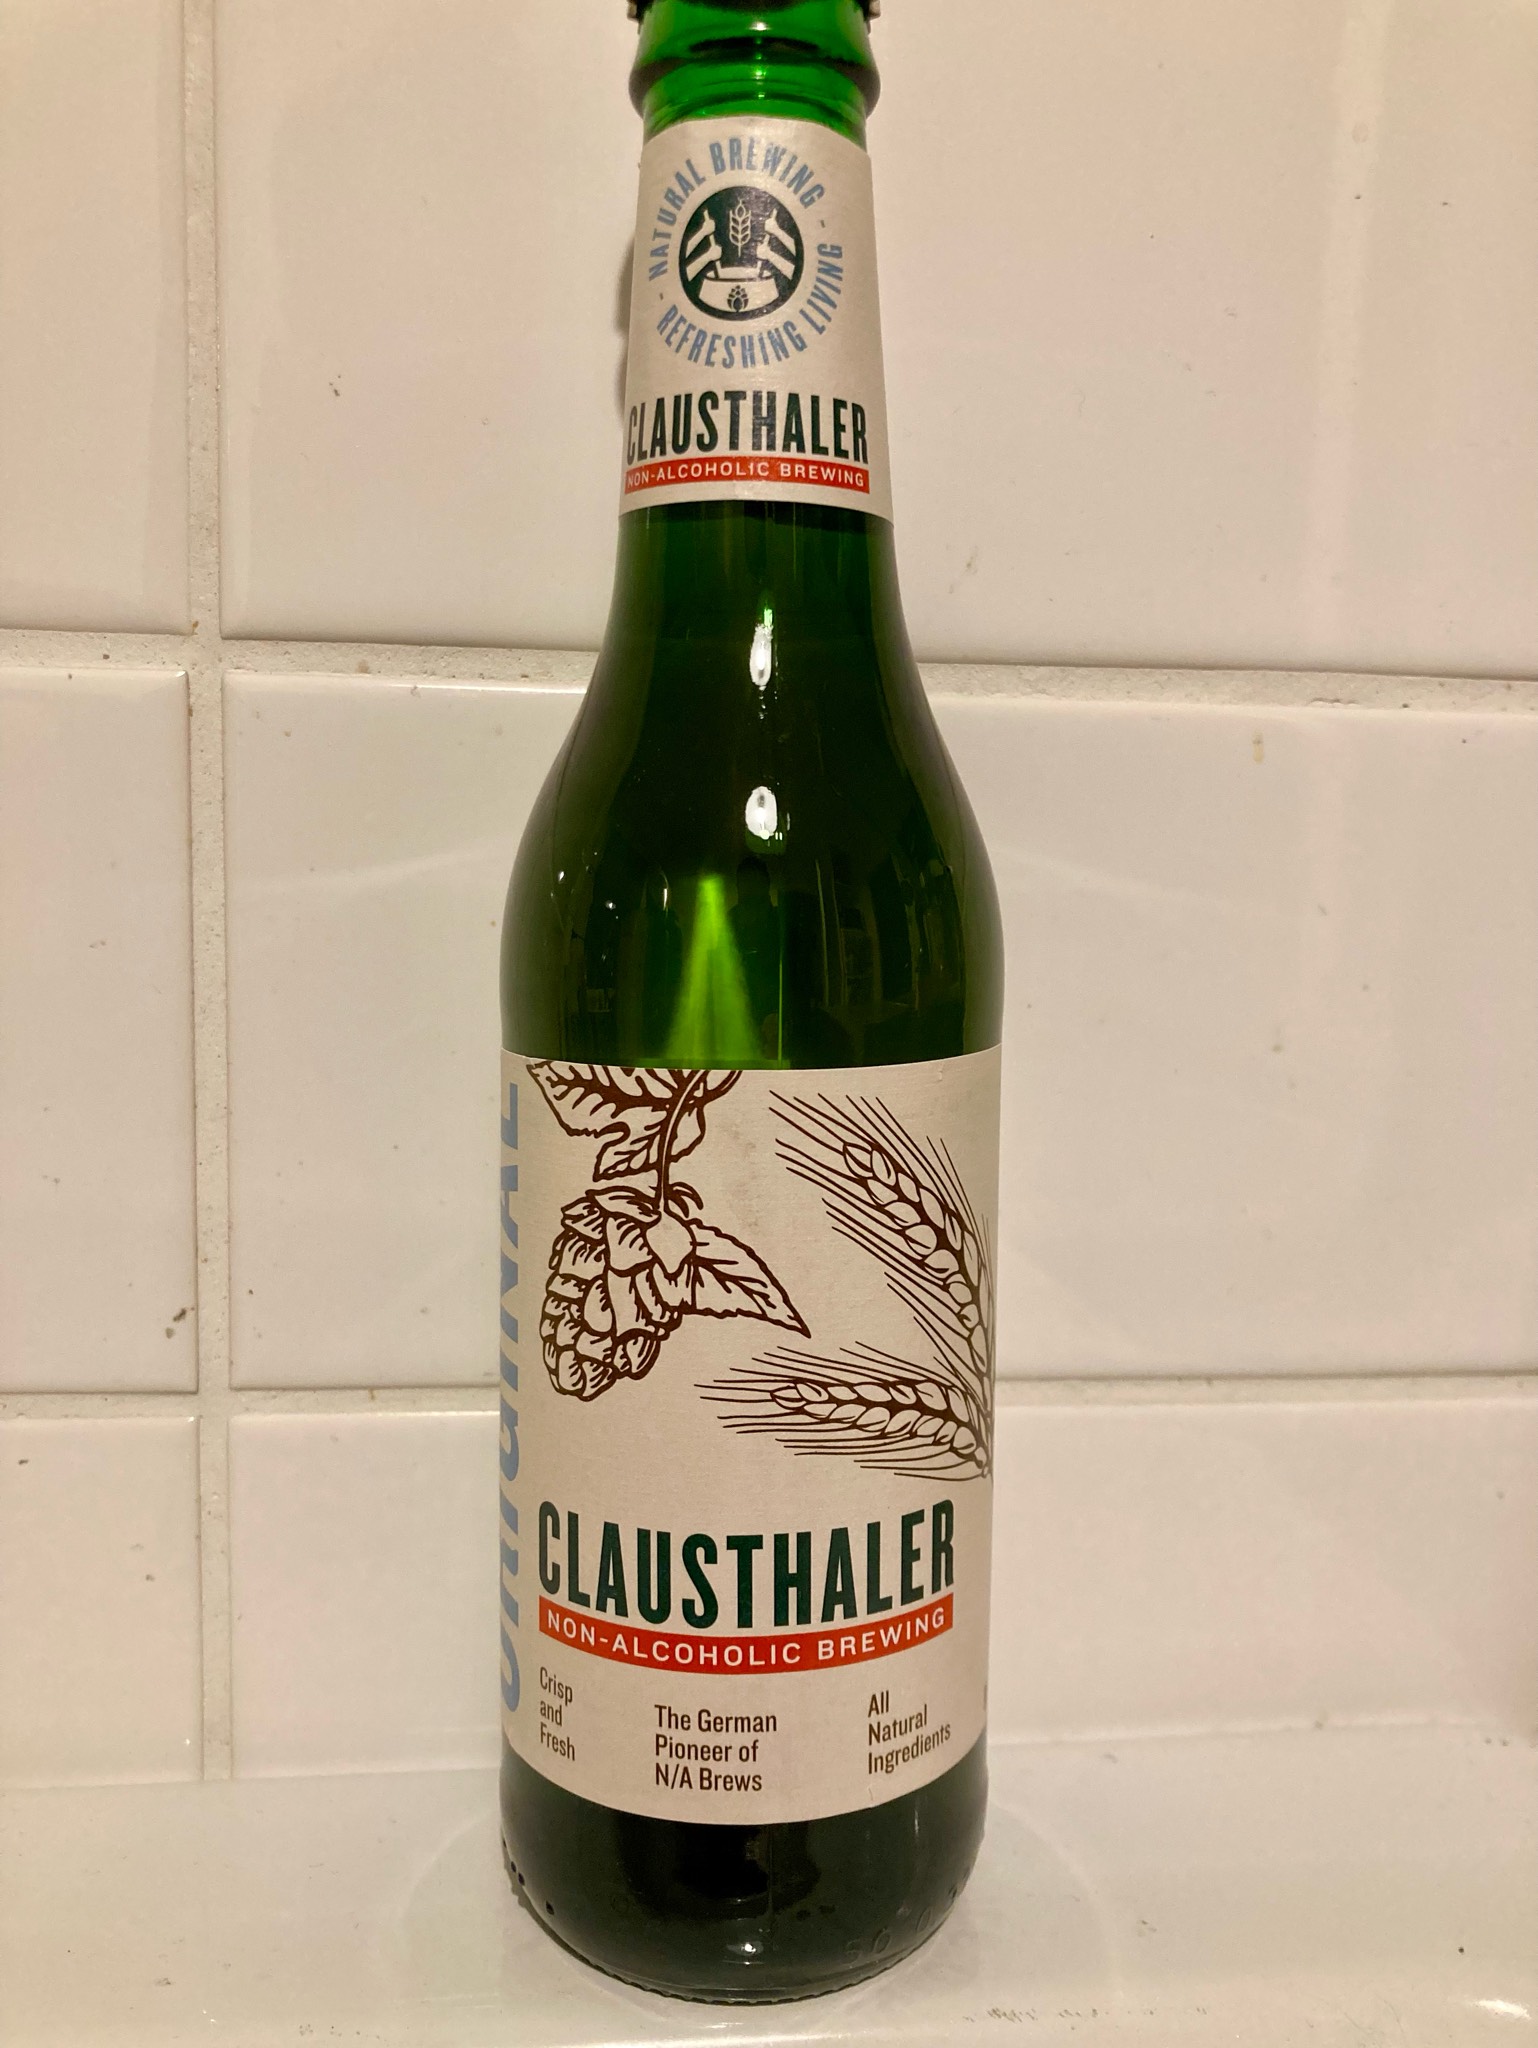 NATURAL BREWING -
REFRESHING LIVING -
CLAUSTHALER
NON-ALCOHOLIC BREWING
ORIGINAL
CLAUSTHALER
NON-ALCOHOLIC BREWING
Crisp
and
Fresh
The German
Pioneer of
N/A Brews
All
Natural
Ingredients